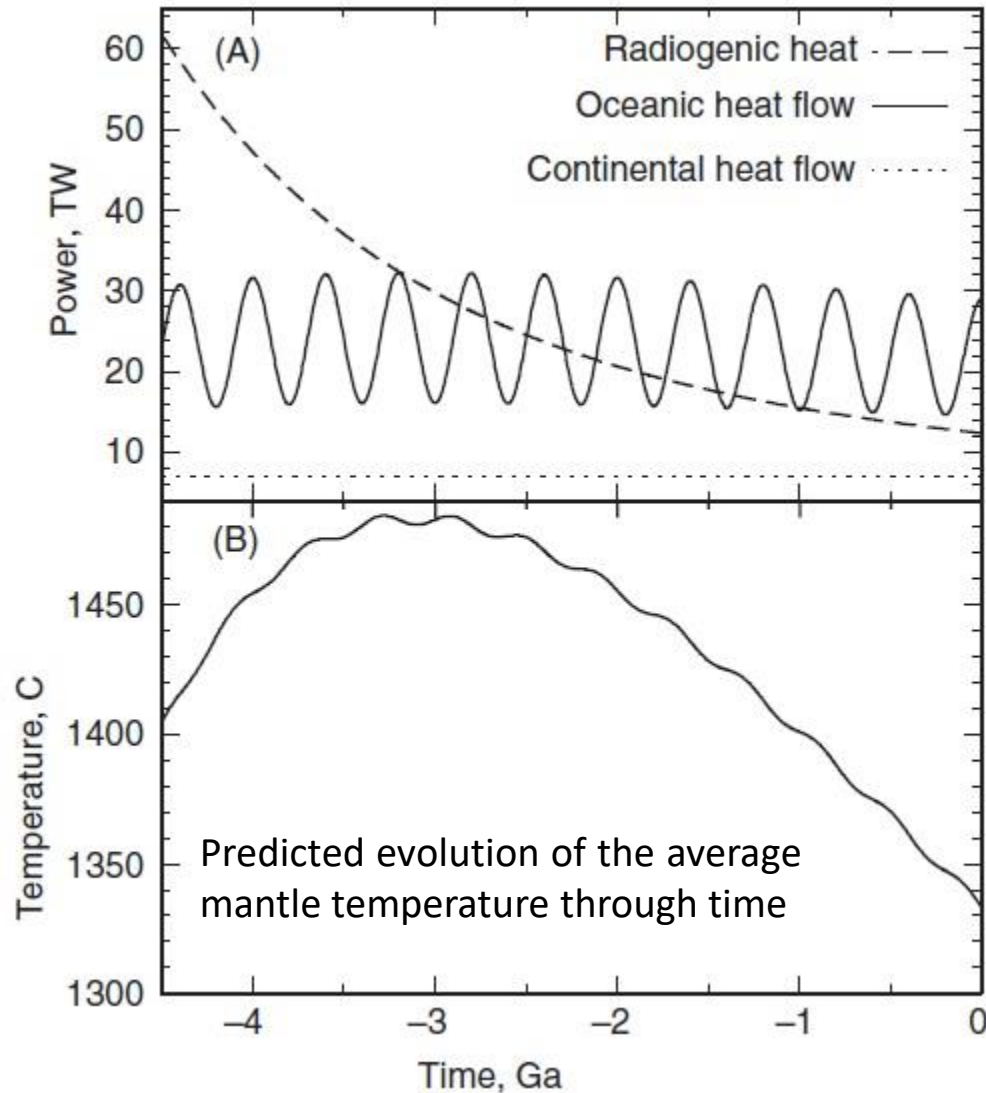 (A)
Radiogenic heat
Oceanic heat flow
Continental heat flow
60
50
40
30
20
10
Power, TW
(B)
1450
1400
1350
1300
Temperature, C
Predicted evolution of the average
mantle temperature through time
−4 −3 −2 −1 0
Time, Ga